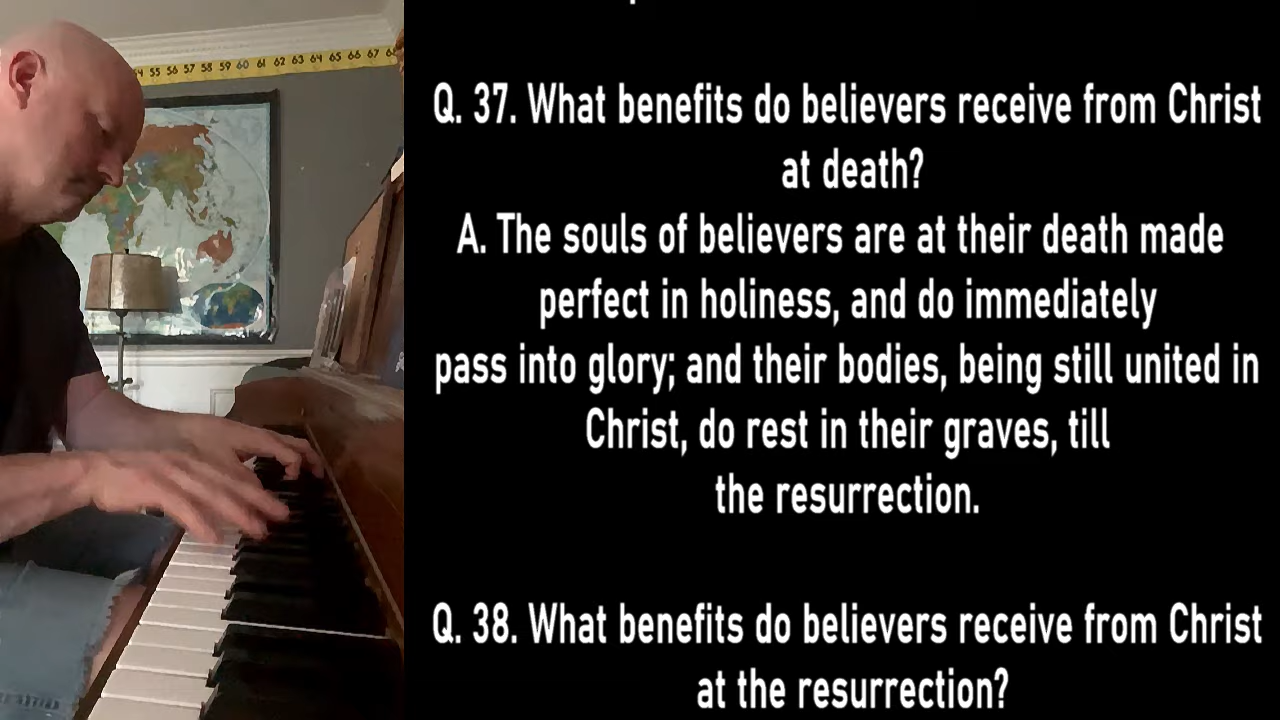 54 55 56 57 58 59 60 61 62 63 64 65 66 67 68
Q. 37. What benefits do believers receive from Christ
at death?
A. The souls of believers are at their death made
perfect in holiness, and do immediately
pass into glory; and their bodies, being still united in
Christ, do rest in their graves, till
the resurrection.
Q. 38. What benefits do believers receive from Christ
at the resurrection?